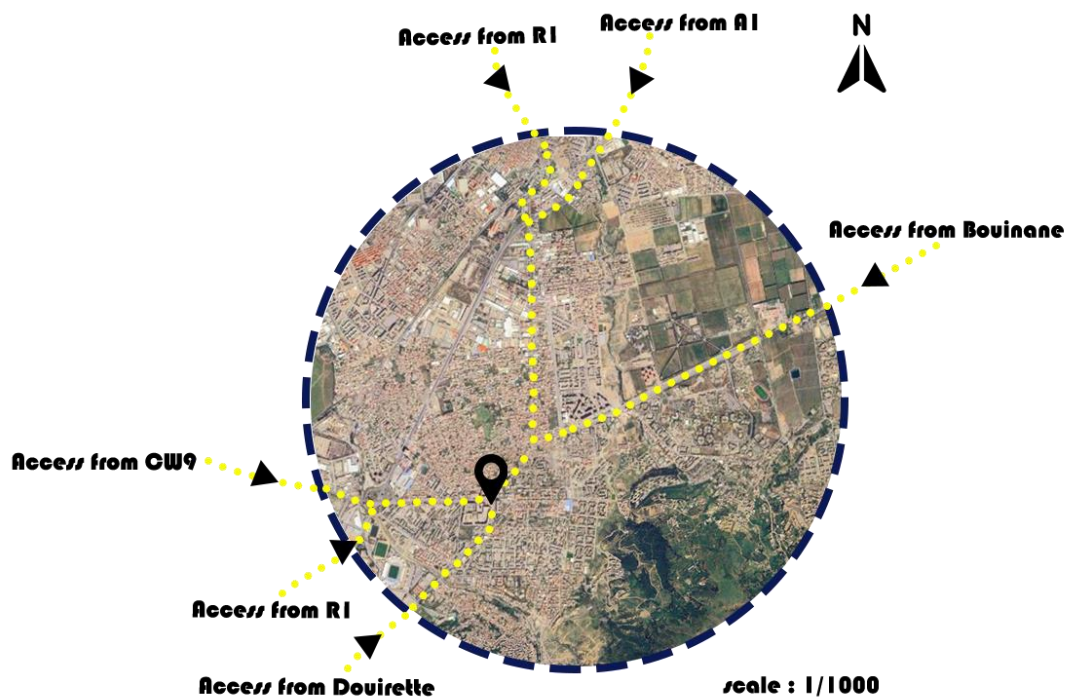 Access from R1
Access from A1
N
Access from Bouinane
Access from CW9
Access from R1
Access from Douirette
scale : 1/1000